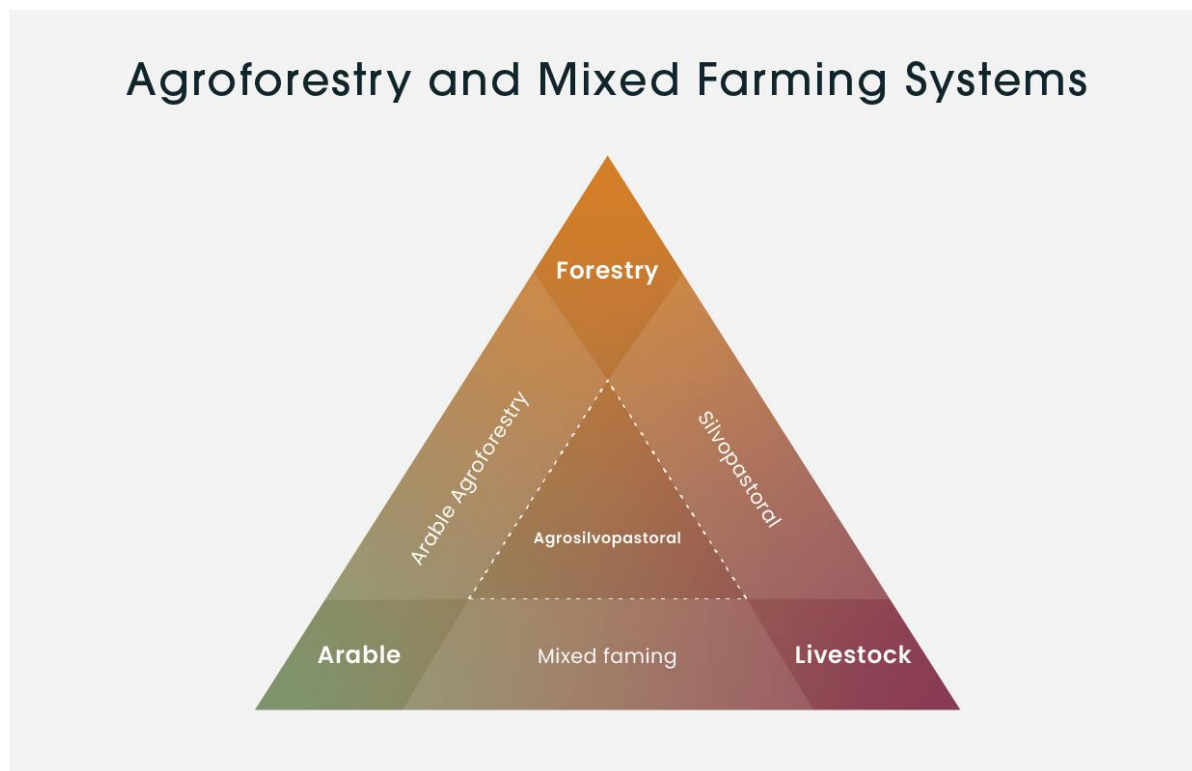 Agroforestry and Mixed Farming Systems
Forestry
Arable Agroforestry
Silvopastoral
Agrosilvopastoral
Arable
Mixed faming
Livestock